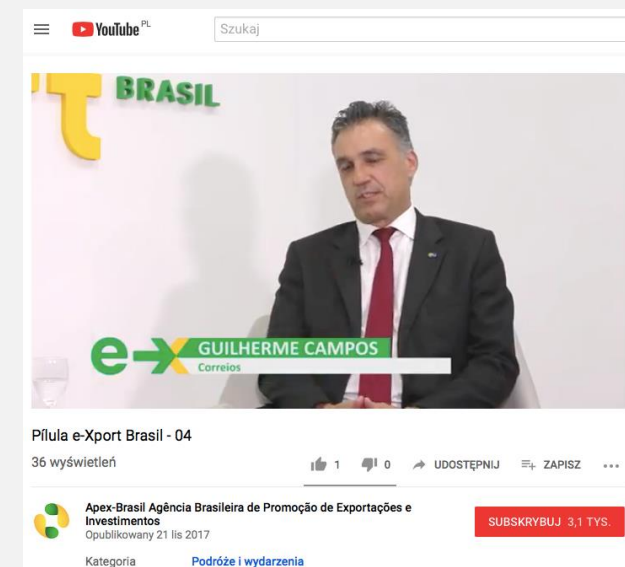 YouTube PL
Szukaj
BRASIL
e-x
GUILHERME CAMPOS
Correios
Pílula e-Xport Brasil - 04
36 wyświetleń
1 0 UDOSTĘPNIJ ZAPISZ
Apex-Brasil Agência Brasileira de Promoção de Exportações e
Investimentos
Opublikowany 21 lis 2017
SUBSKRYBUJ 3,1 TYS.
Kategoria Podróże i wydarzenia